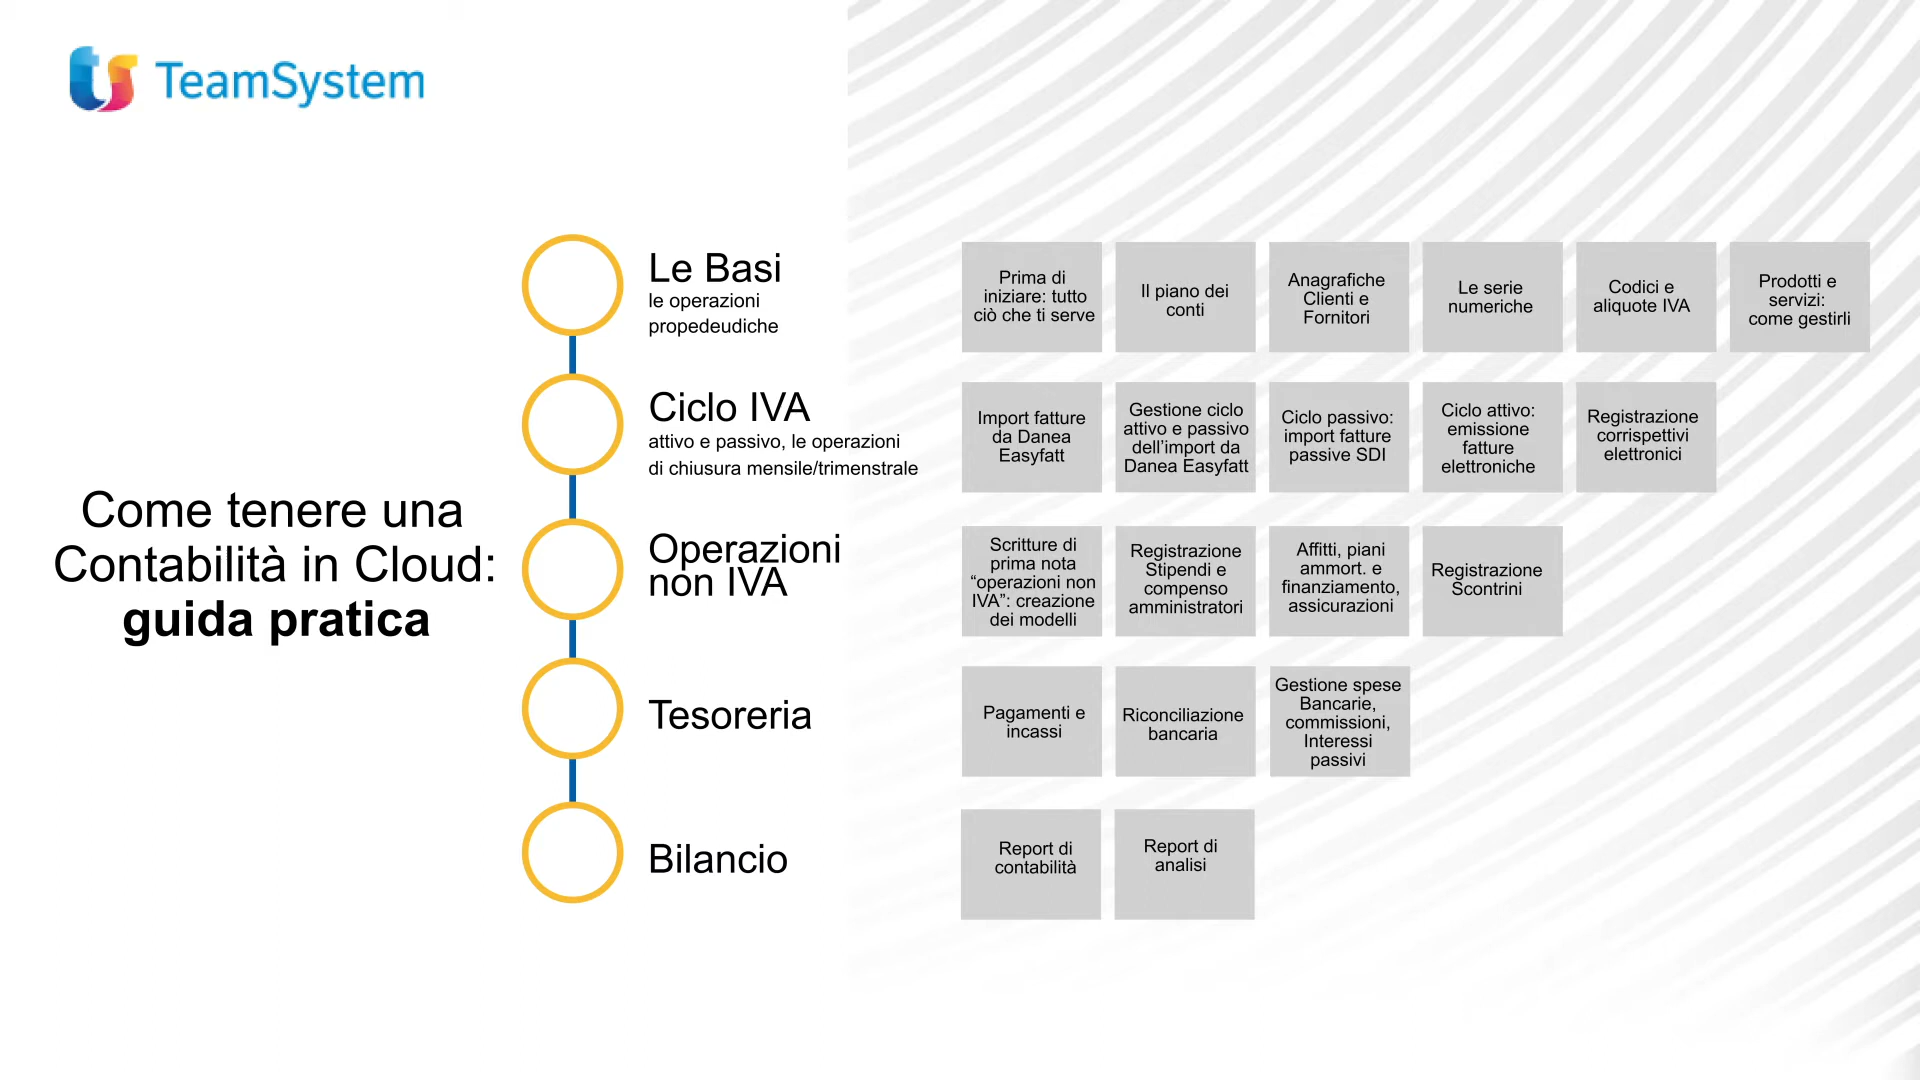 TeamSystem
Come tenere una
Contabilità in Cloud:
guida pratica
Le Basi
le operazioni
propedeudiche
Prima di
iniziare: tutto
ciò che ti serve
Il piano dei
conti
Anagrafiche
Clienti e
Fornitori
Le serie
numeriche
Codici e
aliquote IVA
Prodotti e
servizi:
come gestirli
Ciclo IVA
attivo e passivo, le operazioni
di chiusura mensile/trimenstrale
Import fatture
da Danea
Easyfatt
Gestione ciclo
attivo e passivo
dell'import da
Danea Easyfatt
Ciclo passivo:
import fatture
passive SDI
Ciclo attivo:
emissione
fatture
elettroniche
Registrazione
corrispettivi
elettronici
Operazioni
non IVA
Scritture di
prima nota
“operazioni non
IVA”: creazione
dei modelli
Registrazione
Stipendi e
compenso
amministratori
Affitti, piani
ammort. e
finanziamento,
assicurazioni
Registrazione
Scontrini
Tesoreria
Pagamenti e
incassi
Riconciliazione
bancaria
Gestione spese
Bancarie,
commissioni,
Interessi
passivi
Bilancio
Report di
contabilità
Report di
analisi